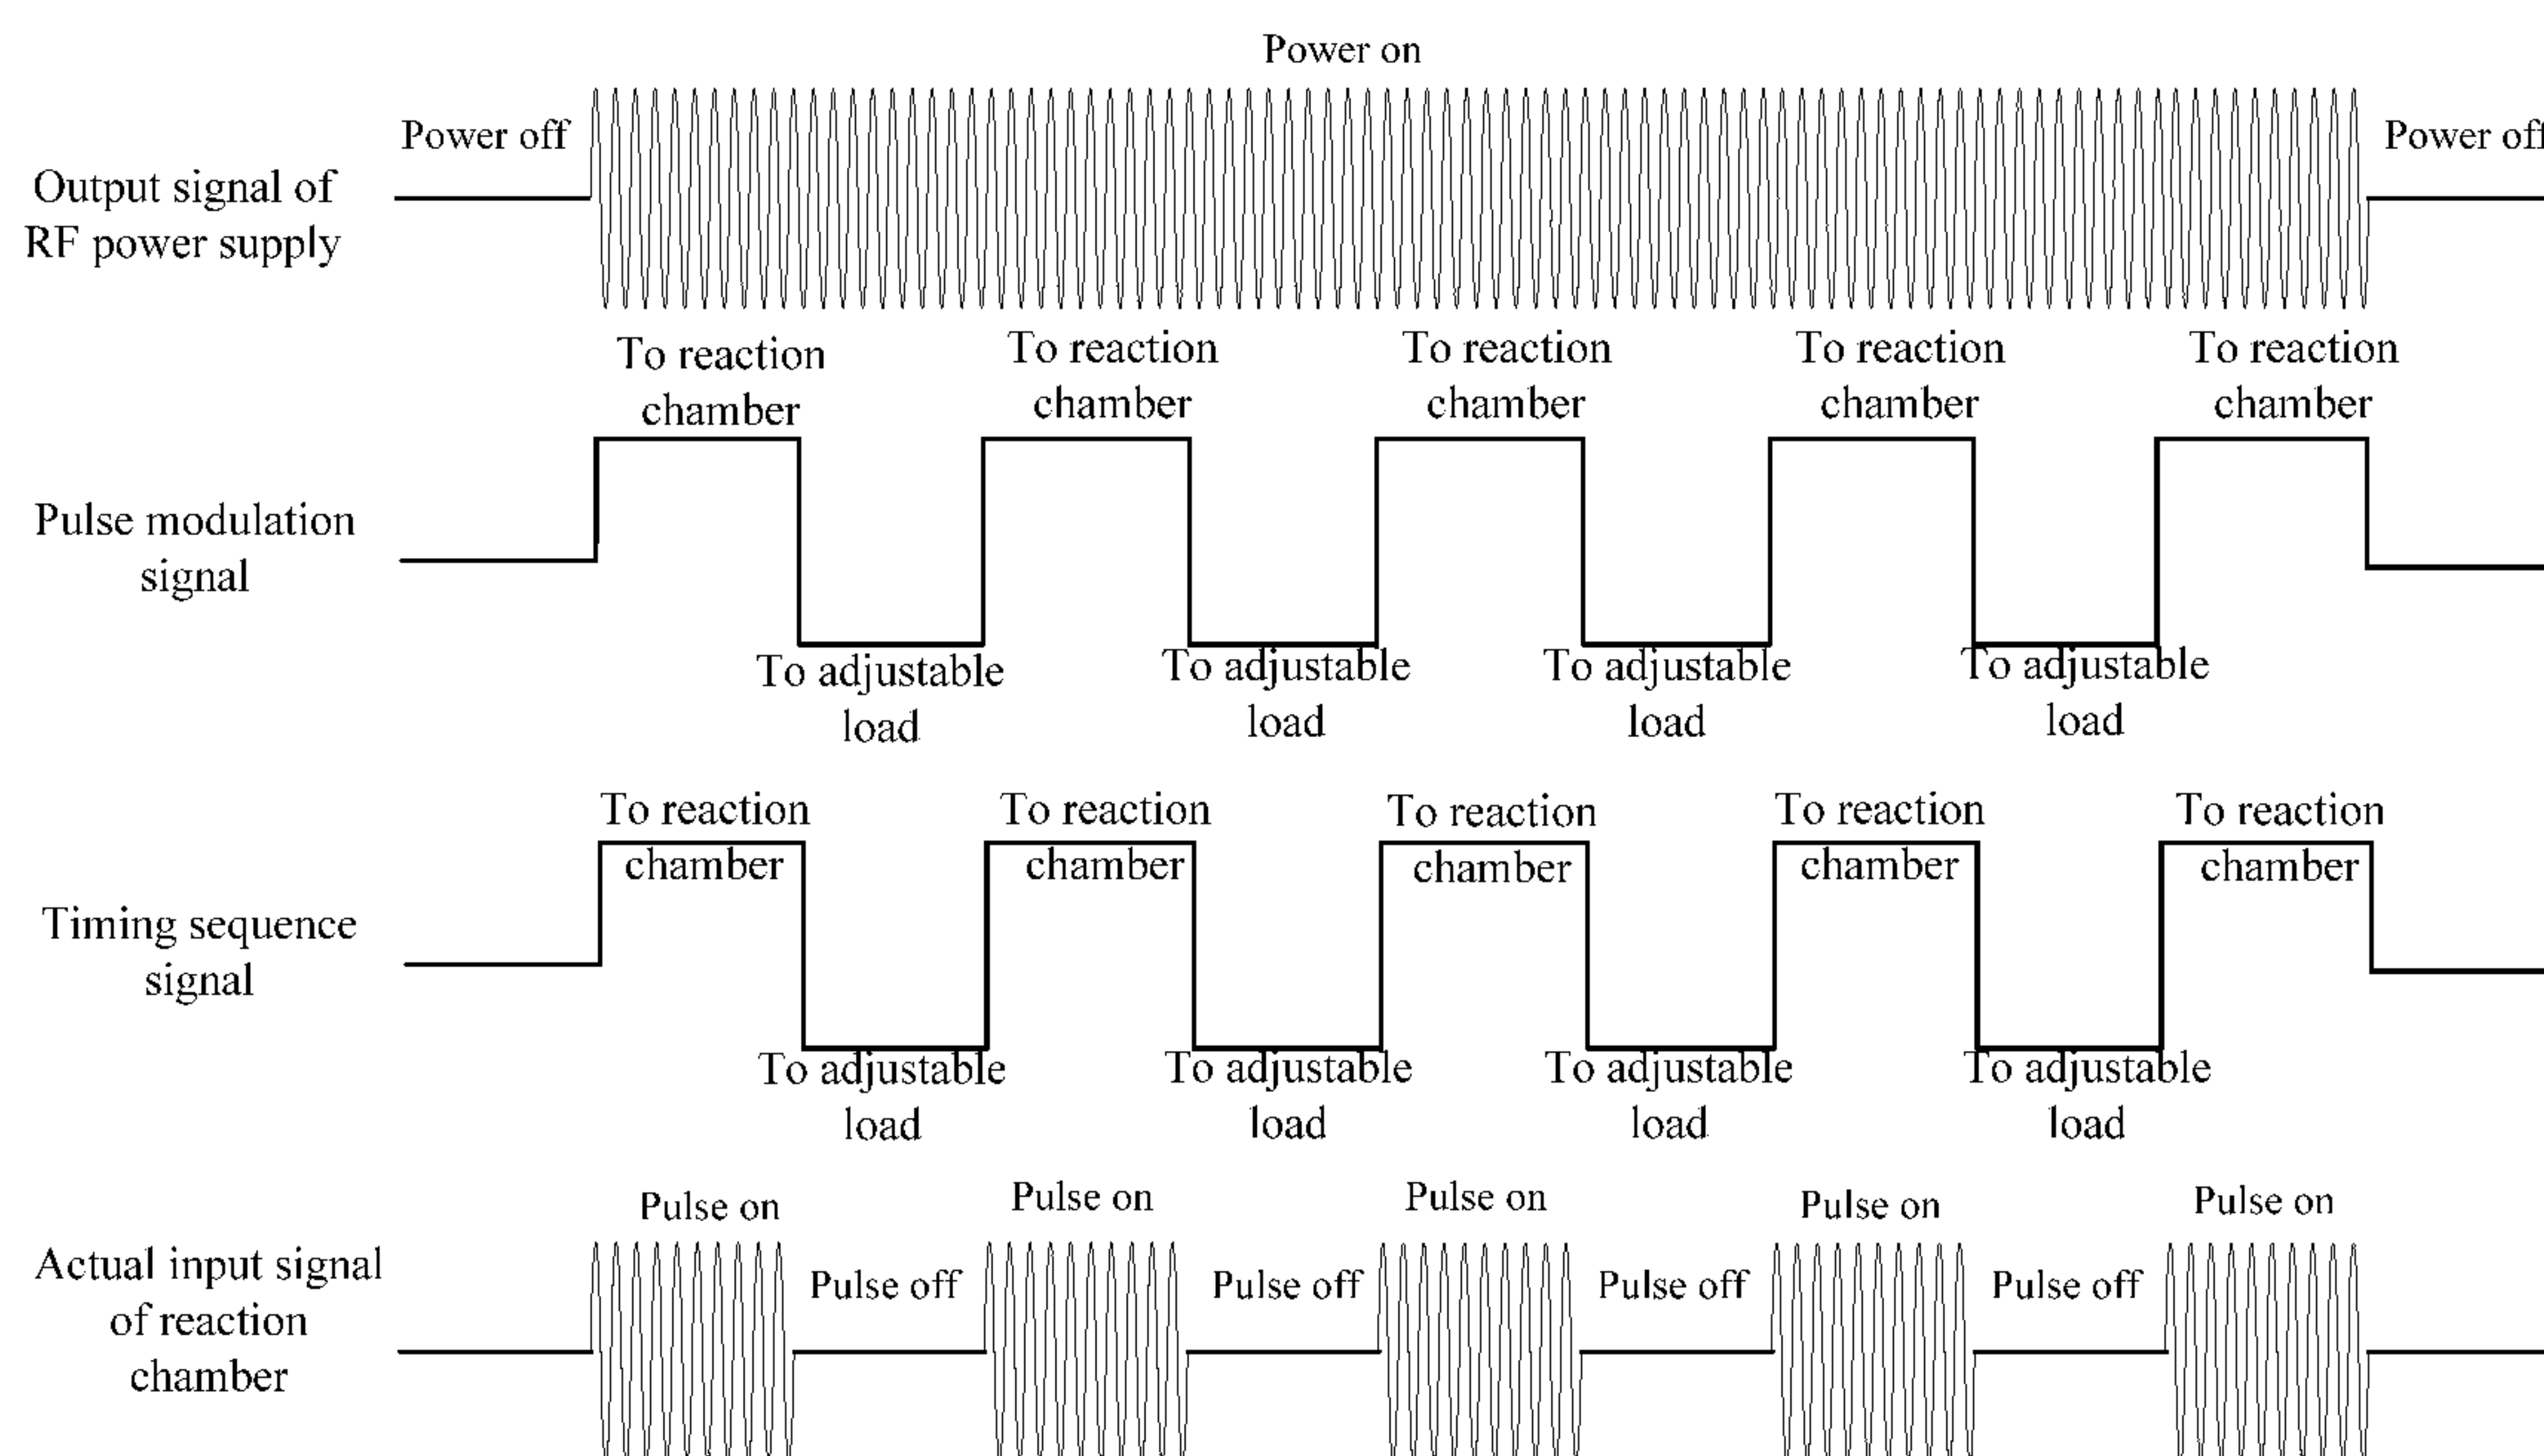 Power on
Power off
Power off
Output signal of
RF power supply
To reaction
chamber
To reaction
chamber
To reaction
chamber
To reaction
chamber
To reaction
chamber
Pulse modulation
signal
To adjustable
load
To adjustable
load
To adjustable
load
To adjustable
load
To reaction
chamber
To reaction
chamber
To reaction
chamber
To reaction
chamber
To reaction
chamber
Timing sequence
signal
To adjustable
load
To adjustable
load
To adjustable
load
To adjustable
load
Pulse on
Pulse on
Pulse on
Pulse on
Pulse on
Actual input signal
of reaction
chamber
Pulse off
Pulse off
Pulse off
Pulse off